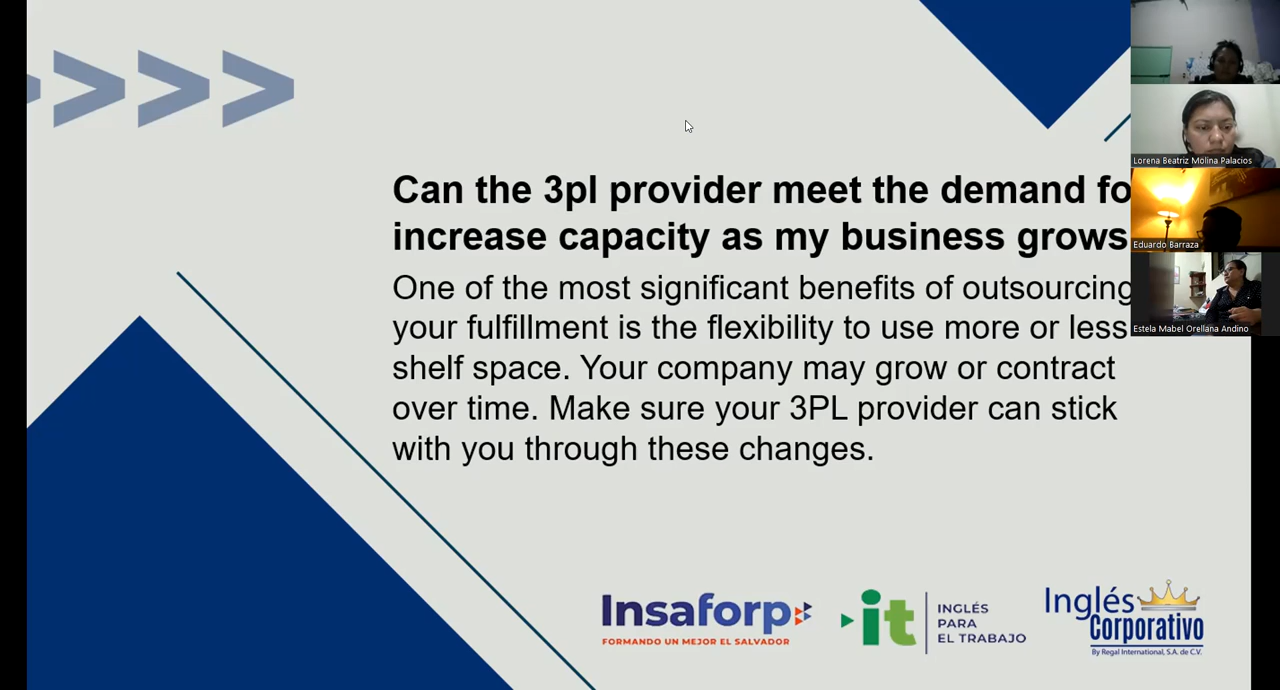 Can the 3pl provider meet the demand fo
increase capacity as my business grows
One of the most significant benefits of outsourcing
your fulfillment is the flexibility to use more or less
shelf space. Your company may grow or contract
over time. Make sure your 3PL provider can stick
with you through these changes.
Lorena Beatriz Molina Palacios
Eduardo Barraza
Estela Mabel Orellana Andino
Insaforp
FORMANDO UN MEJOR EL SALVADOR
it
INGLÉS
PARA
EL TRABAJO
Inglés
Corporativo
By Regal International, S.A. de C.V.